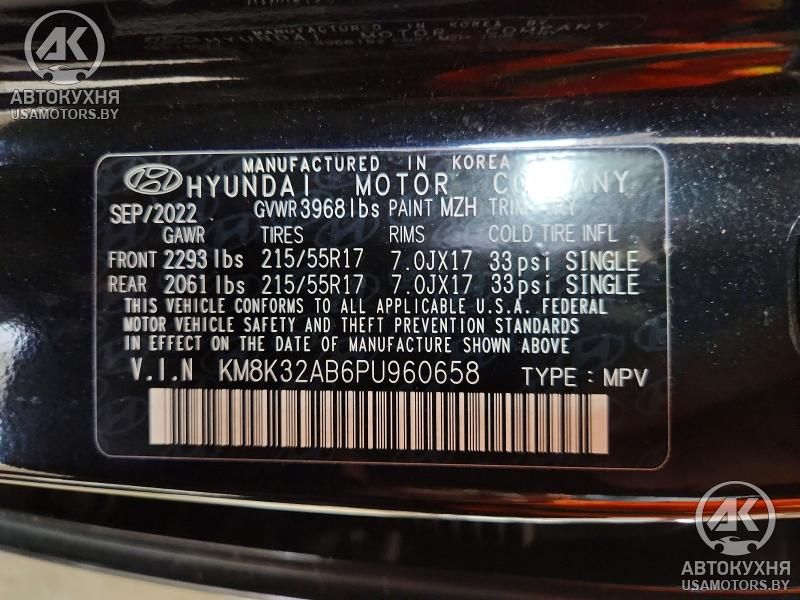 АВТОКУХНЯ
USAMOTORS.BY
MANUFACTURED IN KOREA
HYUNDAI MOTOR COMPANY
SEP/2022 GVWR 3968 lbs PAINT MZH TRIM
GAWR TIRES RIMS COLD TIRE INFL
FRONT 2293 lbs 215/55R17 7.0JX17 33 psi SINGLE
REAR 2061 lbs 215/55R17 7.0JX17 33 psi SINGLE
THIS VEHICLE CONFORMS TO ALL APPLICABLE U.S.A. FEDERAL
MOTOR VEHICLE SAFETY AND THEFT PREVENTION STANDARDS
IN EFFECT ON THE DATE OF MANUFACTURE SHOWN ABOVE
V.I.N KM8K32AB6PU960658 TYPE : MPV
АК
АВТОКУХНЯ
USAMOTORS.BY